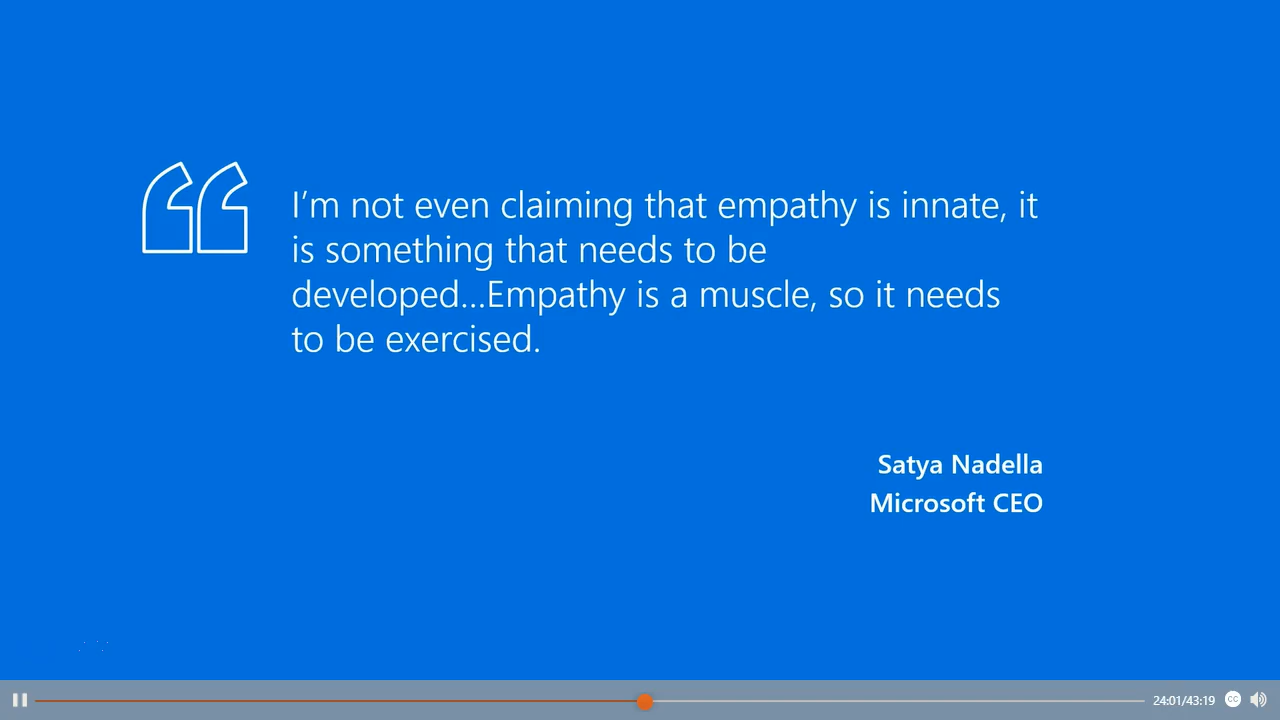 I'm not even claiming that empathy is innate, it
is something that needs to be
developed...Empathy is a muscle, so it needs
to be exercised.
Satya Nadella
Microsoft CEO
24:01/43:19
CC